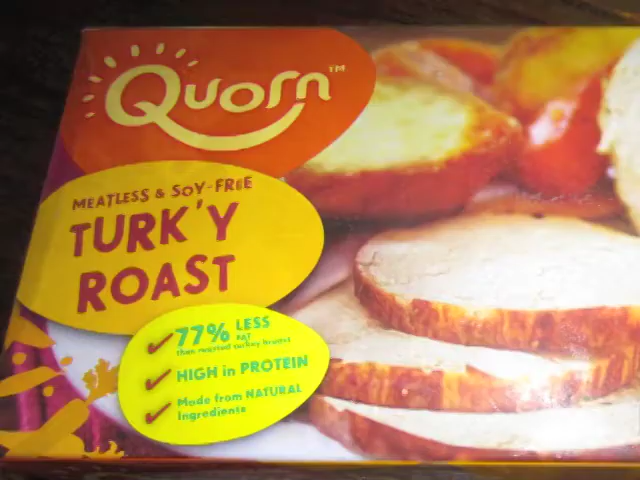 Quorn™
MEATLESS & SOY-FREE
TURK'Y
ROAST
77% LESS
FAT
than roasted turkey breast
HIGH in PROTEIN
Made from NATURAL
Ingredients